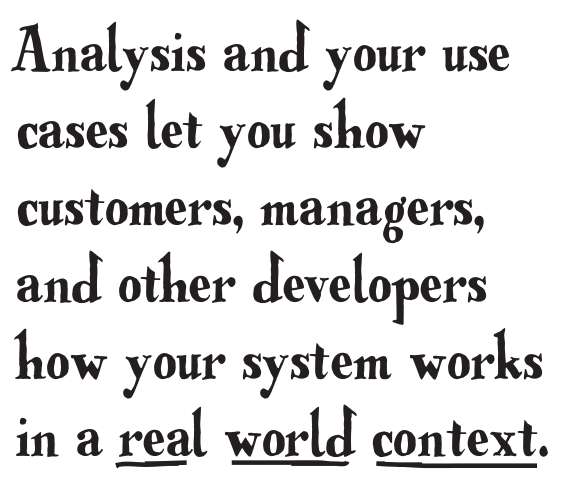 Analysis and your use
cases let you show
customers, managers,
and other developers
how your system works
in a real world context.